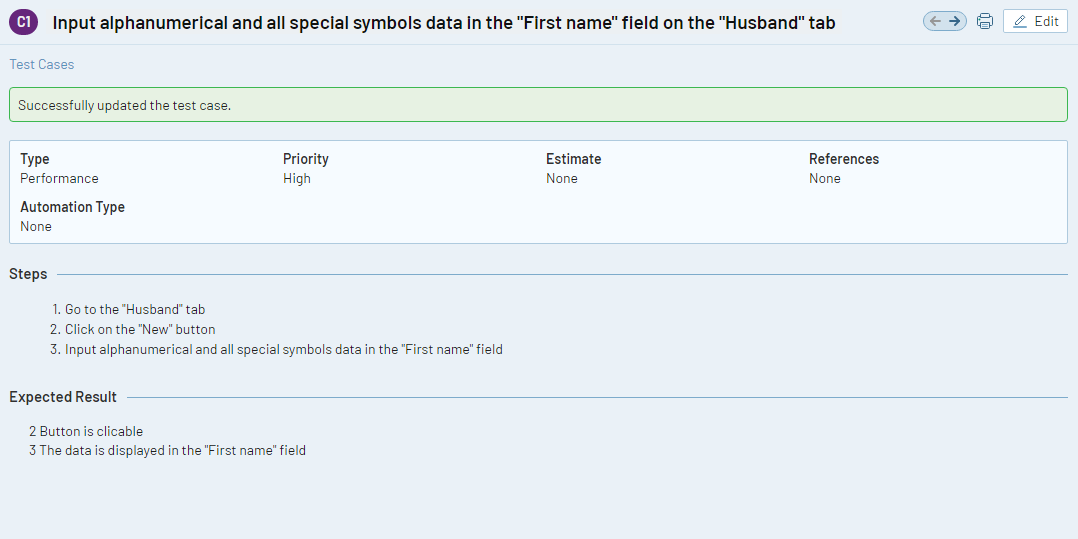 C1 Input alphanumerical and all special symbols data in the "First name" field on the "Husband" tab Edit
Test Cases
Successfully updated the test case.
Type Priority Estimate References
Performance High None None
Automation Type
None
Steps
1. Go to the "Husband" tab
2. Click on the "New" button
3. Input alphanumerical and all special symbols data in the "First name" field
Expected Result
2 Button is clicable
3 The data is displayed in the "First name" field